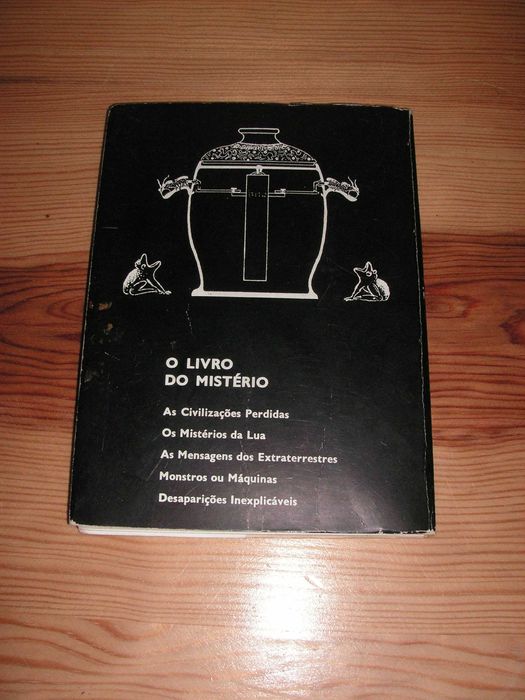 O LIVRO
DO MISTÉRIO
As Civilizações Perdidas
Os Mistérios da Lua
As Mensagens dos Extraterrestres
Monstros ou Máquinas
Desaparições Inexplicáveis